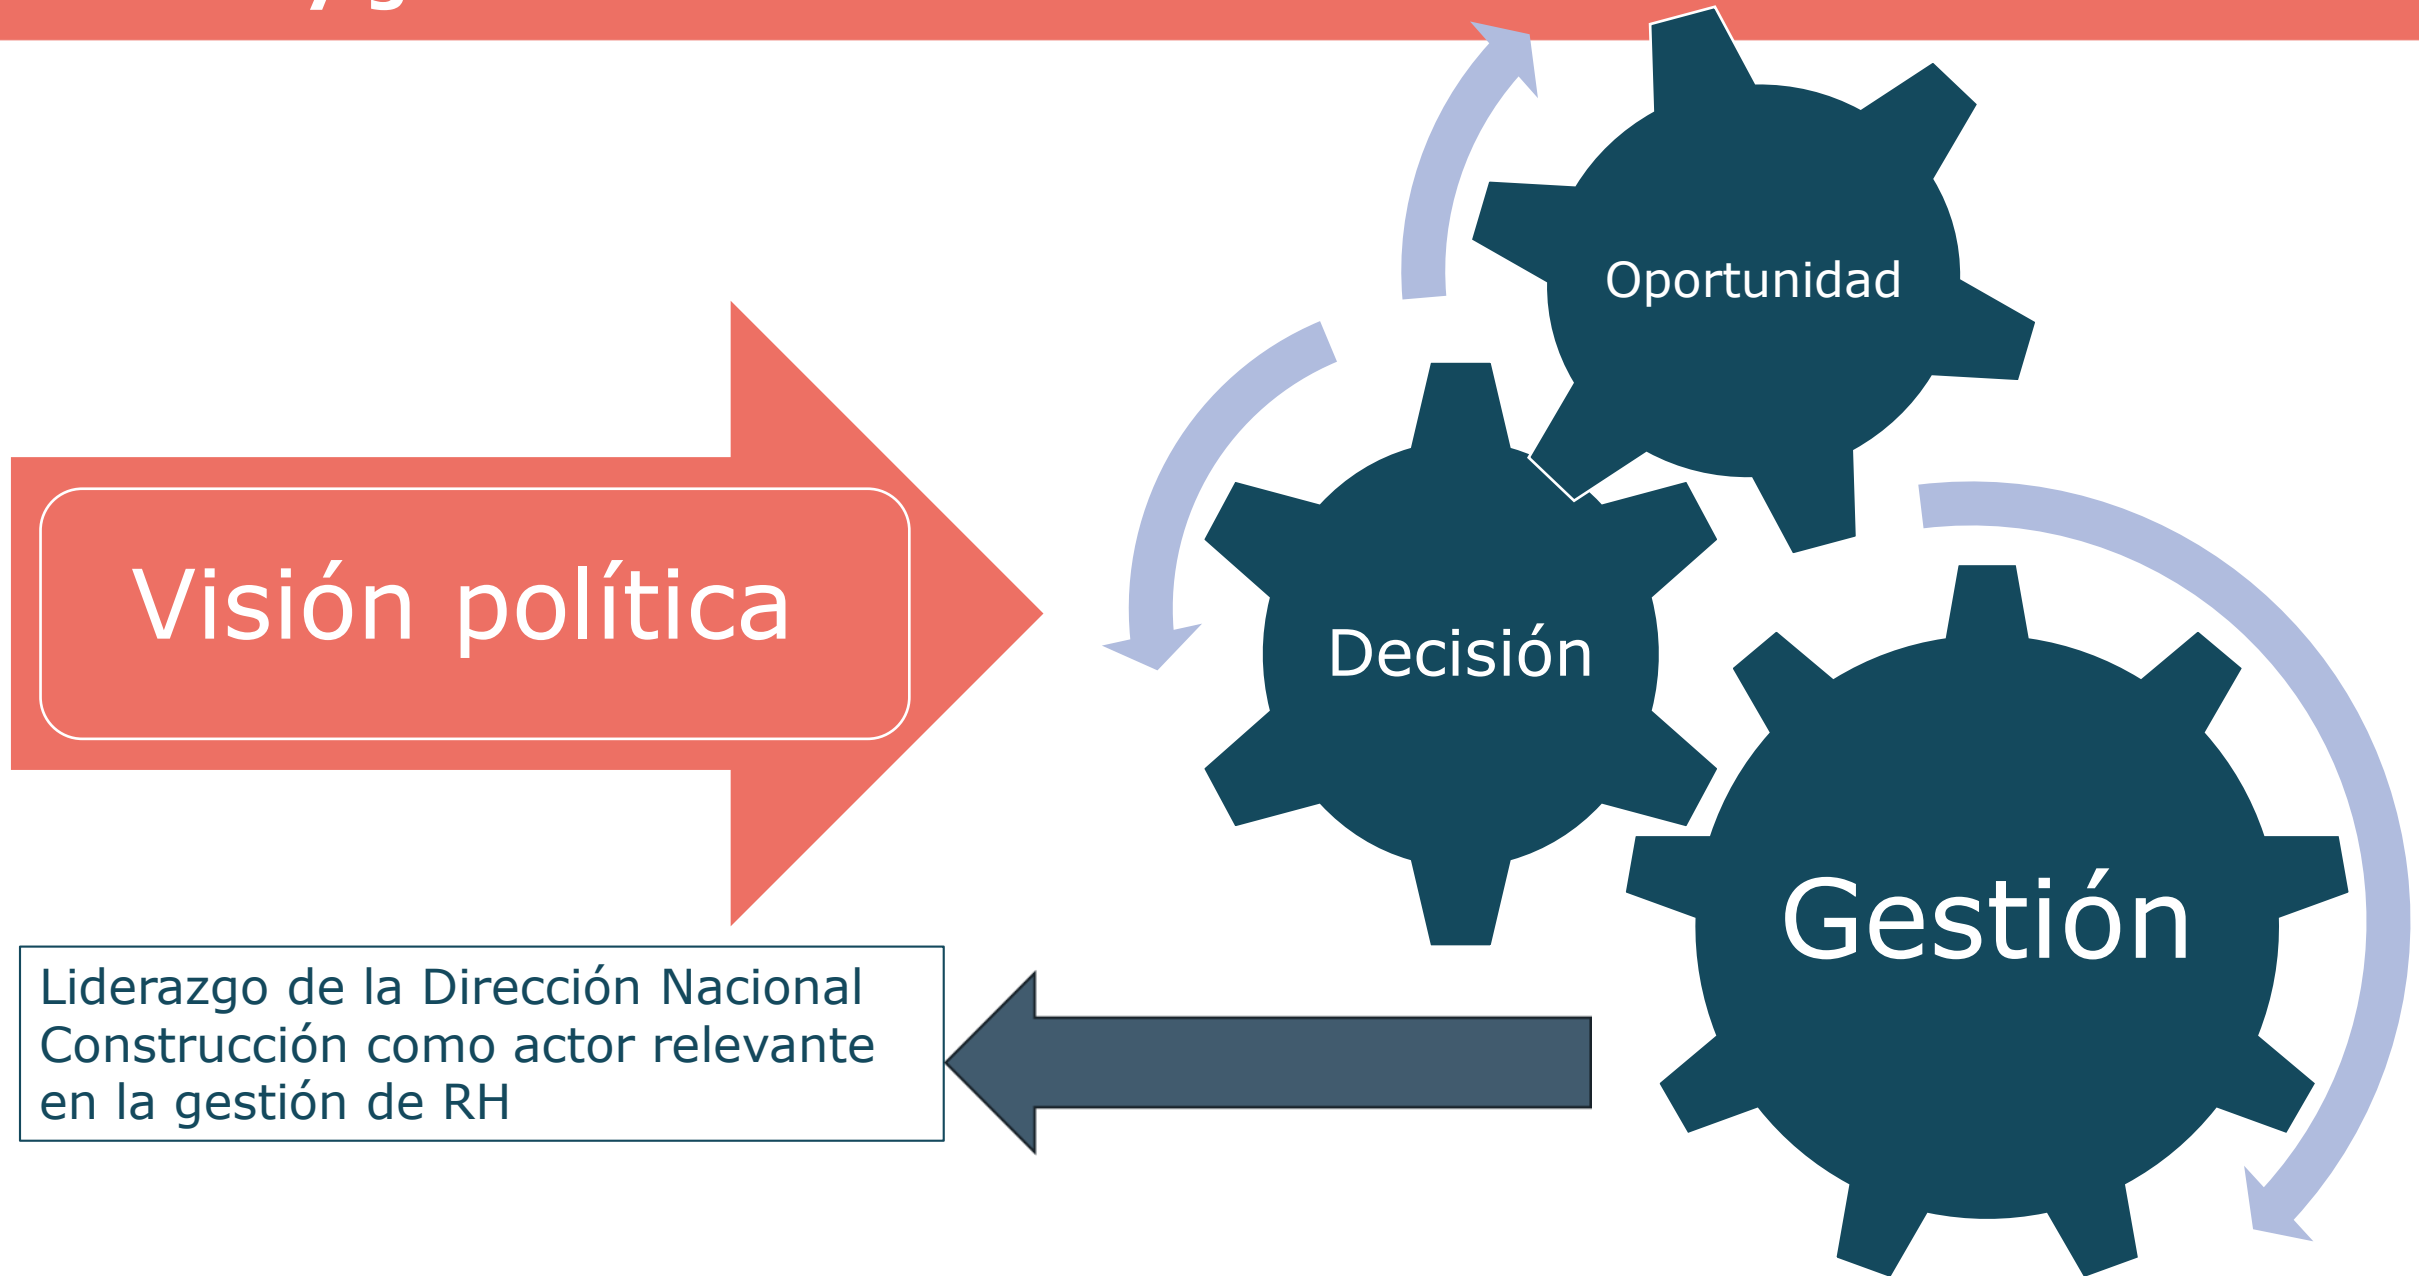 Oportunidad
Visión política
Decisión
Gestión
Liderazgo de la Dirección Nacional
Construcción como actor relevante
en la gestión de RH